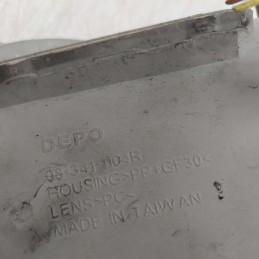 DEPO
HOUSING>PP+GF30<
LENS>PC<
MADE IN TAIWAN